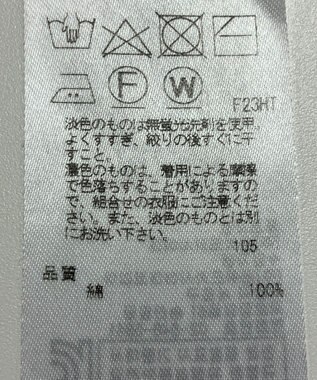 F W
F23HT
淡色のものは無蛍光洗剤を使用。
よくすすぎ、絞りの後すぐに干
すこと。
濃色のものは、着用による摩擦
で色落ちすることがありますの
で、組合せの衣服にご注意くだ
さい。また、淡色のものとは別
にお洗い下さい。
105
品質
綿 100%